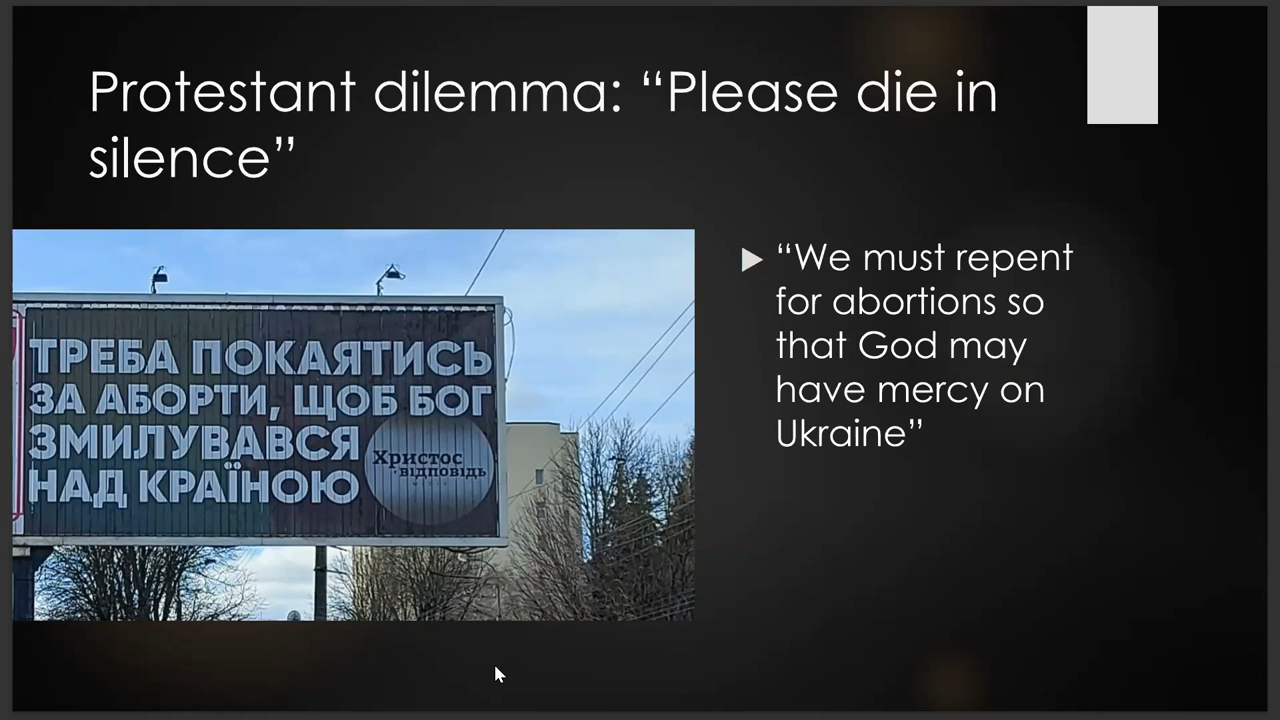 Protestant dilemma: “Please die in
silence”
ТРЕБА ПОКАЯТИСЬ
ЗА АБОРТИ, ЩОБ БОГ
ЗМИЛУВАВСЯ
НАД КРАЇНОЮ
Христос
відповідь
“We must repent
for abortions so
that God may
have mercy on
Ukraine”